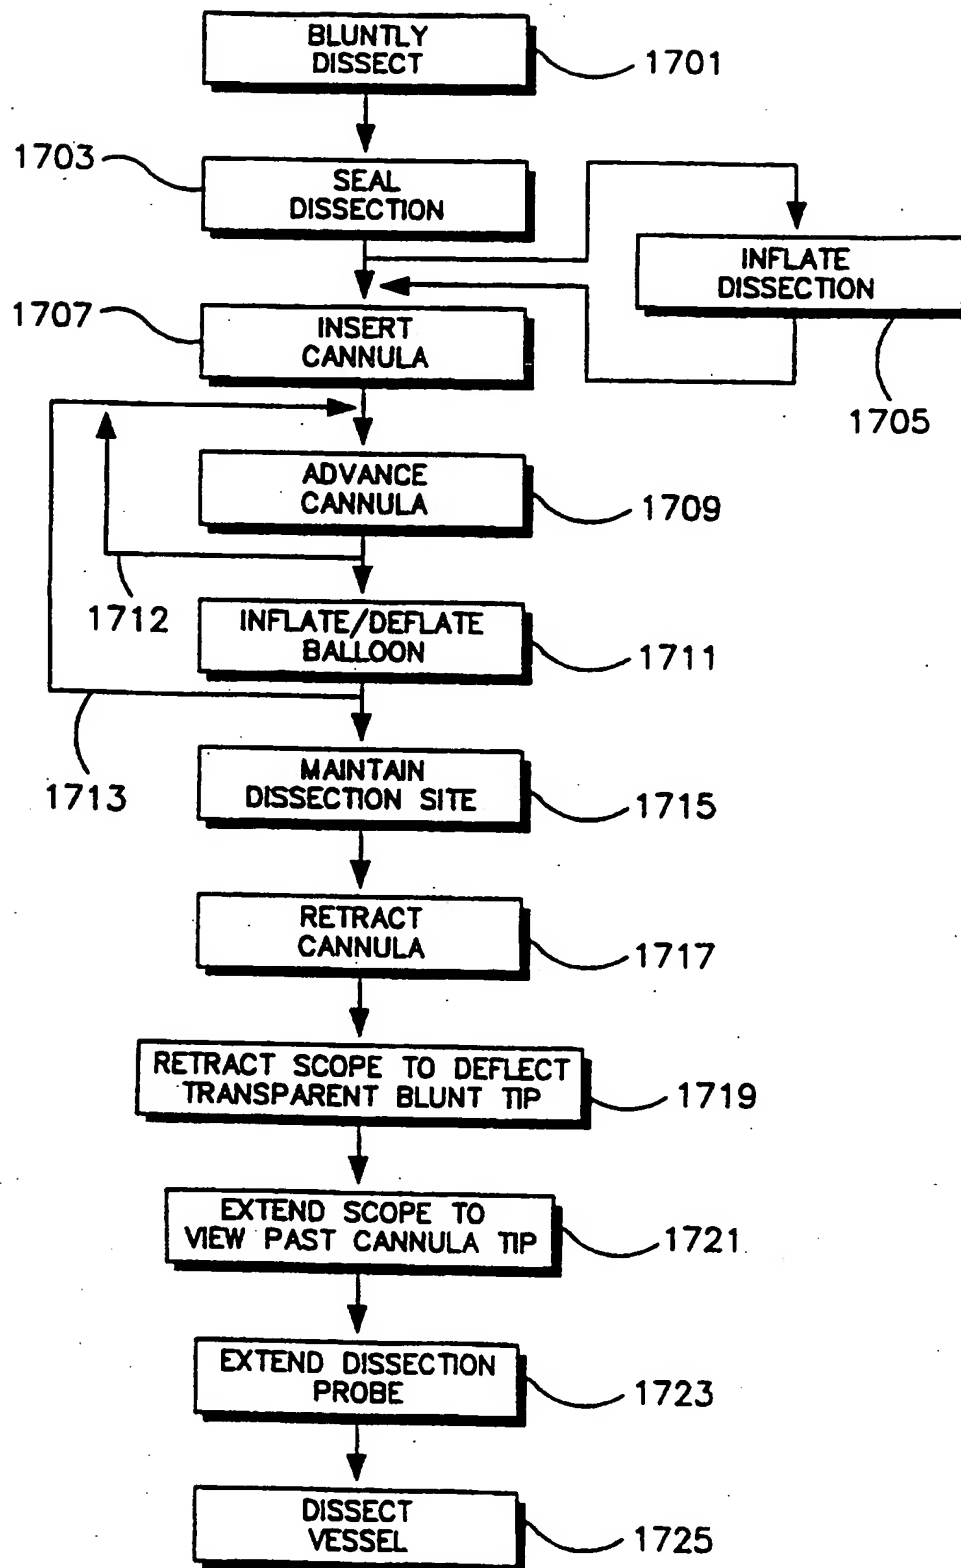 BLUNTLY
DISSECT
1701
1703
SEAL
DISSECTION
INFLATE
DISSECTION
1705
1707
INSERT
CANNULA
ADVANCE
CANNULA
1709
1712
INFLATE/DEFLATE
BALLOON
1711
1713
MAINTAIN
DISSECTION SITE
1715
RETRACT
CANNULA
1717
RETRACT SCOPE TO DEFLECT
TRANSPARENT BLUNT TIP
1719
EXTEND SCOPE TO
VIEW PAST CANNULA TIP
1721
EXTEND DISSECTION
PROBE
1723
DISSECT
VESSEL
1725